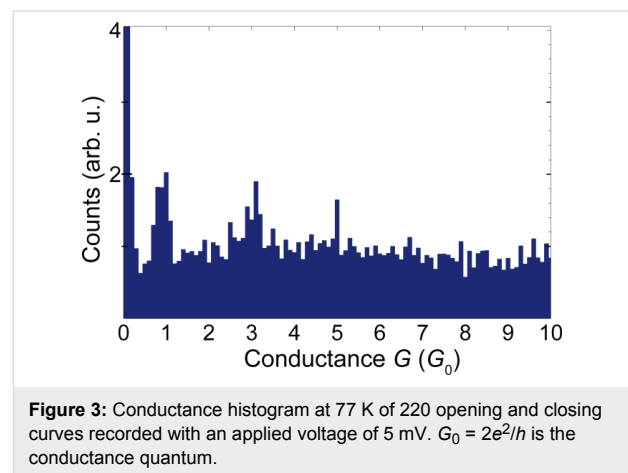 4
2
Counts (arb. u.)
0 1 2 3 4 5 6 7 8 9 10
Conductance G (G₀)
Figure 3: Conductance histogram at 77 K of 220 opening and closing
curves recorded with an applied voltage of 5 mV. G₀ = 2e²/h is the
conductance quantum.